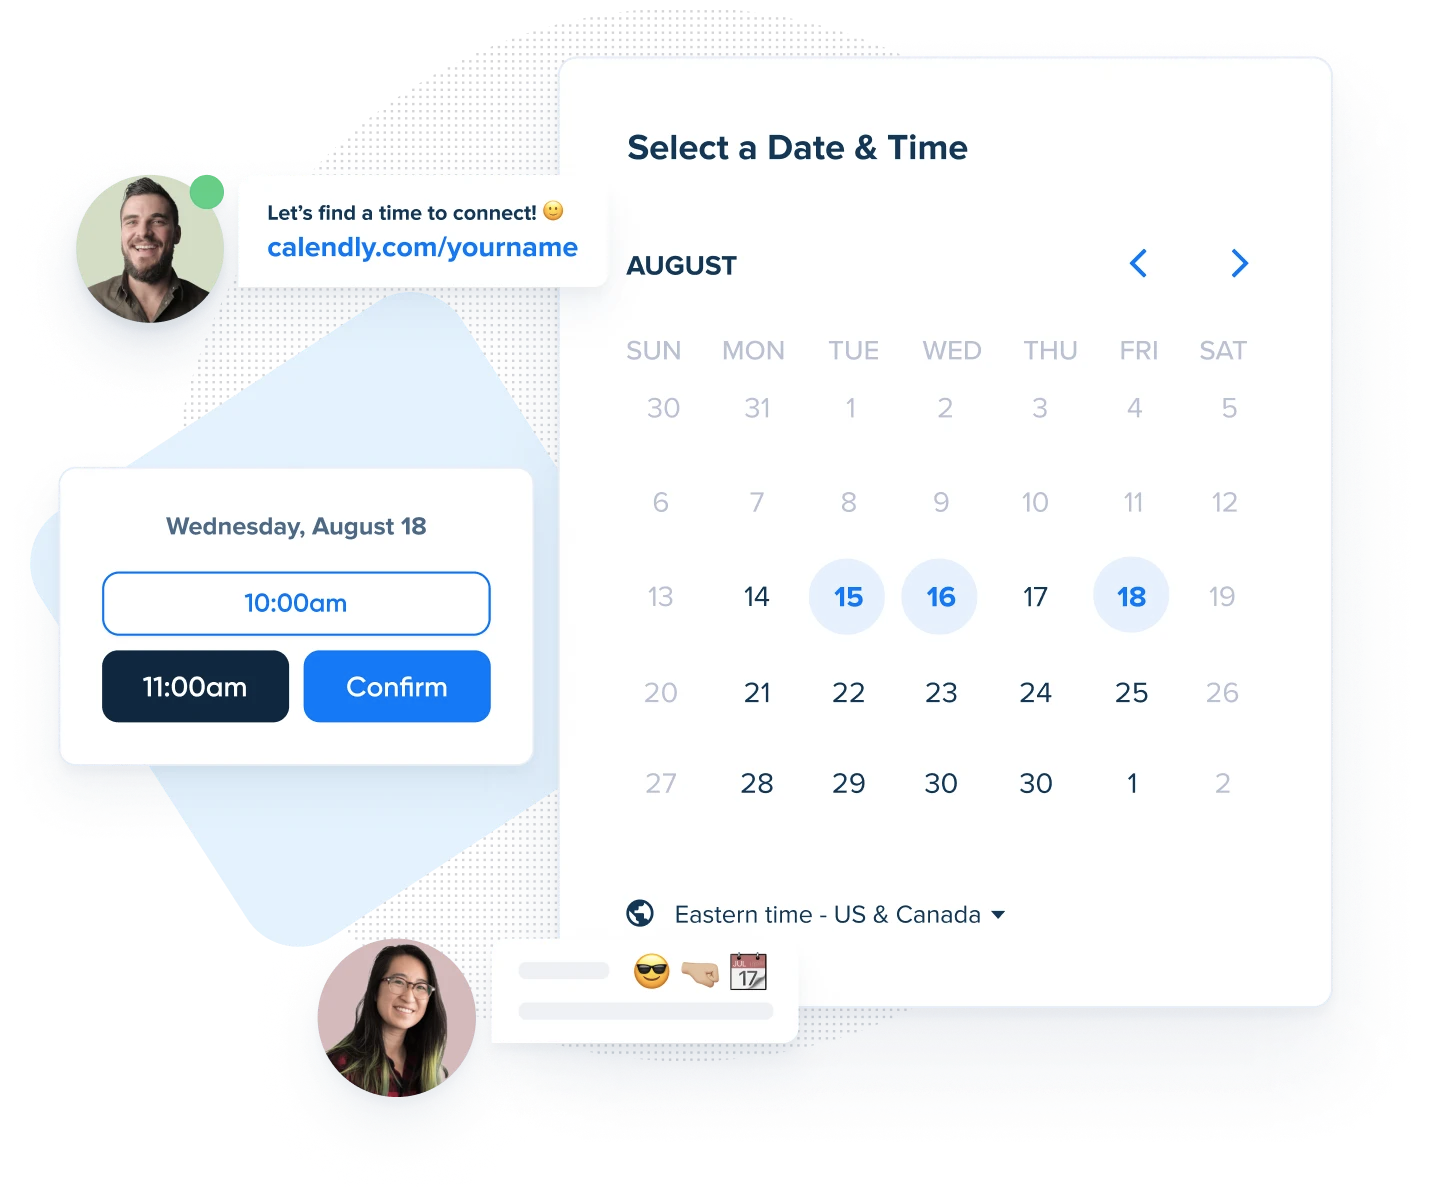 Select a Date & Time
Let’s find a time to connect! 🙂
calendly.com/yourname
AUGUST
SUN MON TUE WED THU FRI SAT
30 31 1 2 3 4 5
6 7 8 9 10 11 12
13 14 15 16 17 18 19
20 21 22 23 24 25 26
27 28 29 30 30 1 2
Wednesday, August 18
10:00am
11:00am Confirm
Eastern time - US & Canada
JUL
17